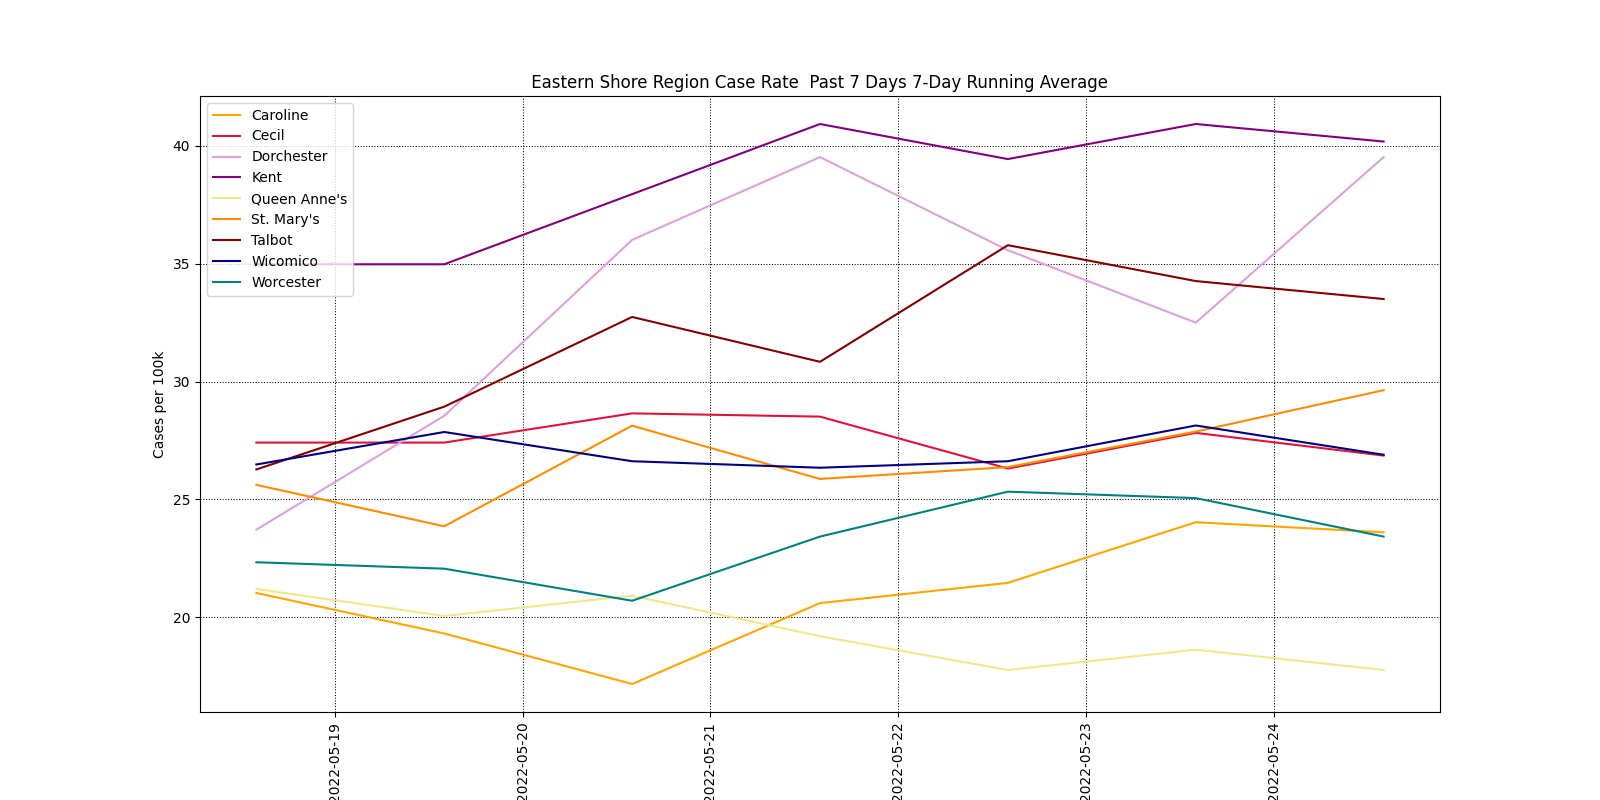 Eastern Shore Region Case Rate  Past 7 Days 7-Day Running Average
Caroline
Cecil
Dorchester
Kent
Queen Anne's
St. Mary's
Talbot
Wicomico
Worcester
Cases per 100k
40
35
30
25
20
2022-05-19
2022-05-20
2022-05-21
2022-05-22
2022-05-23
2022-05-24